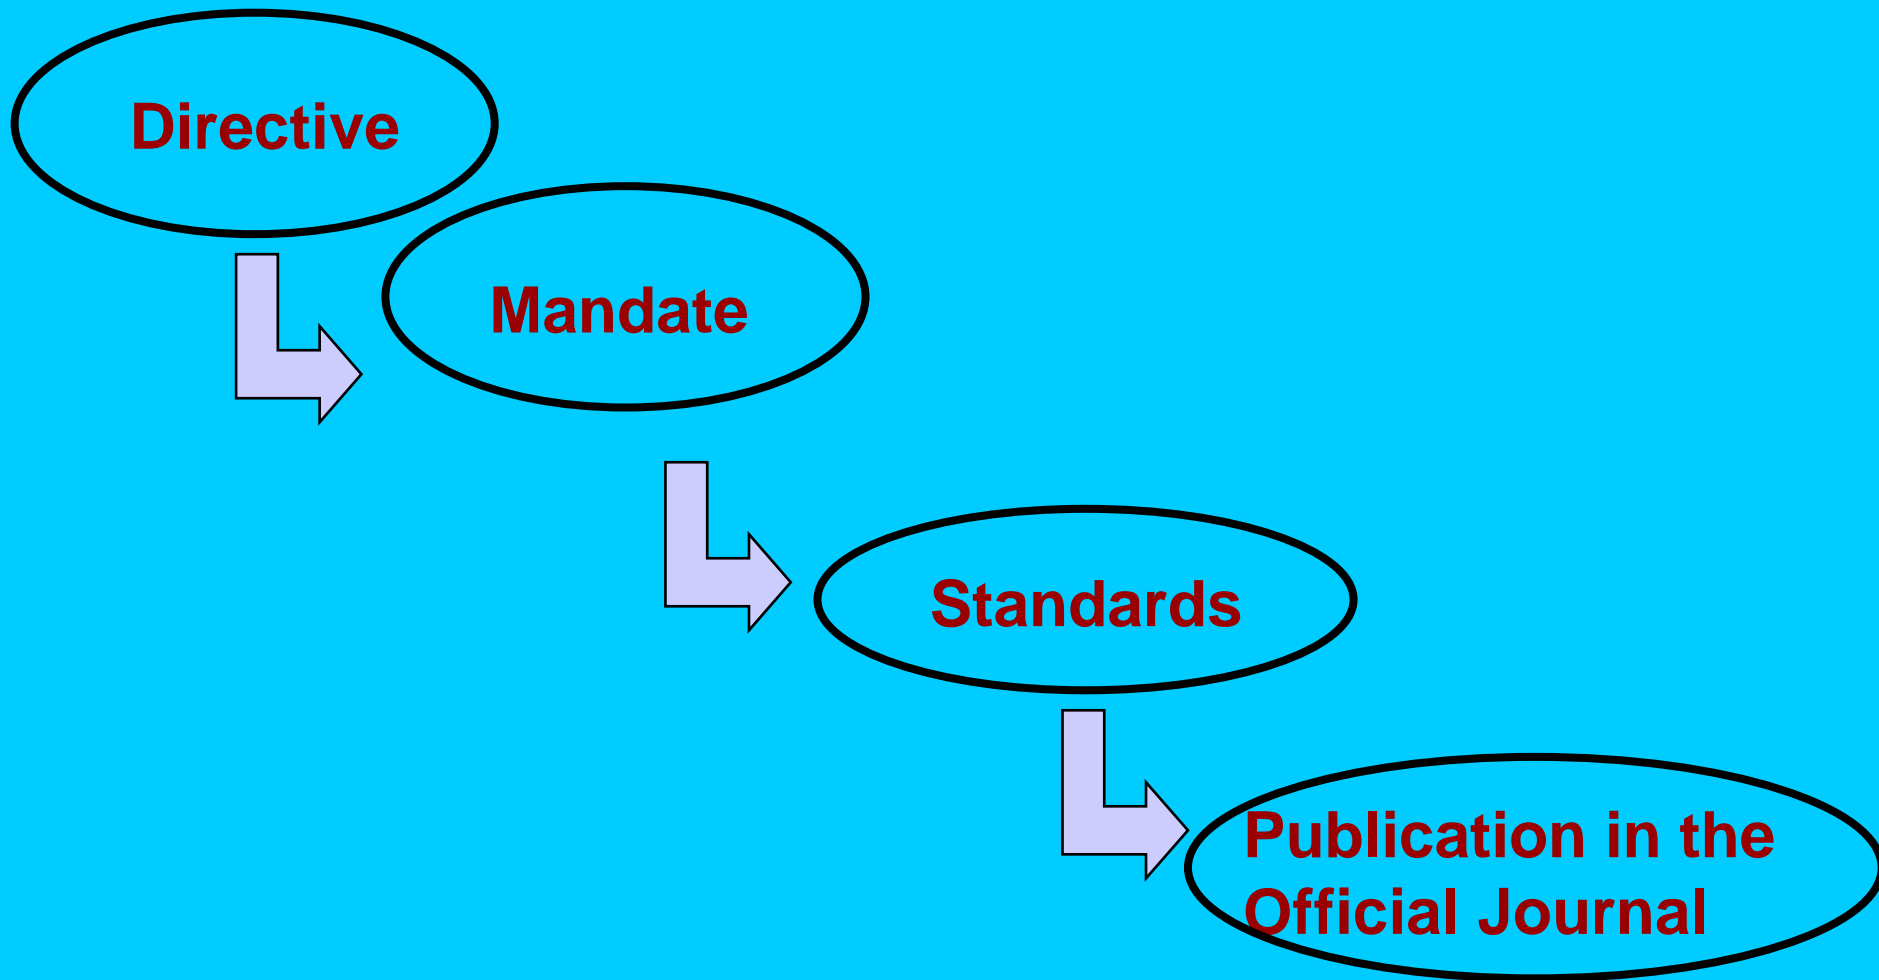 Directive
Mandate
Standards
Publication in the
Official Journal